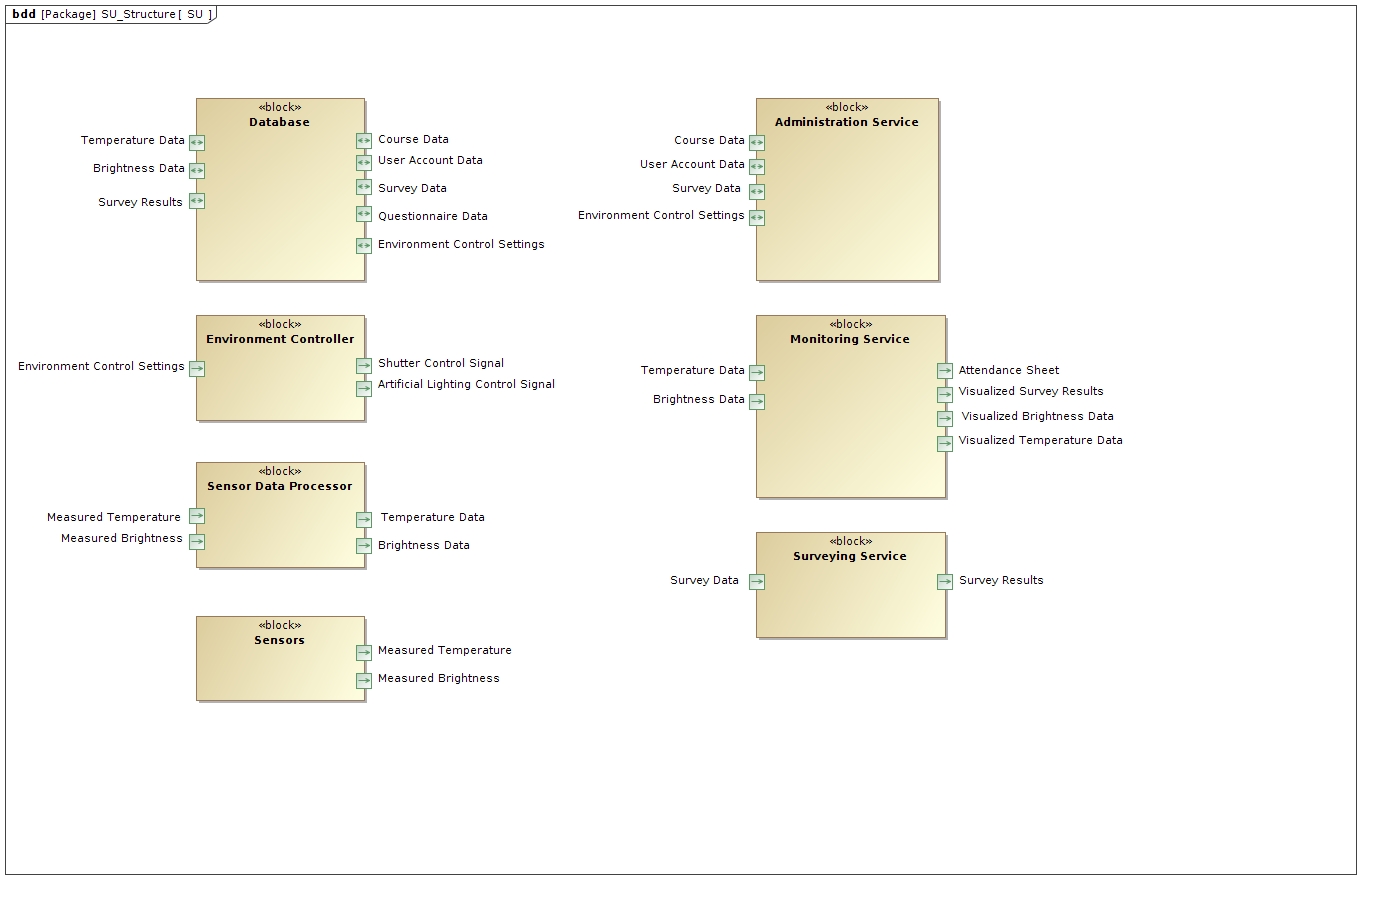 bdd [Package] SU_Structure[ SU ]
«block»
Database
Temperature Data
Brightness Data
Survey Results
Course Data
User Account Data
Survey Data
Questionnaire Data
Environment Control Settings
«block»
Administration Service
Course Data
User Account Data
Survey Data
Environment Control Settings
«block»
Environment Controller
Environment Control Settings
Shutter Control Signal
Artificial Lighting Control Signal
«block»
Monitoring Service
Temperature Data
Brightness Data
Attendance Sheet
Visualized Survey Results
Visualized Brightness Data
Visualized Temperature Data
«block»
Sensor Data Processor
Measured Temperature
Measured Brightness
Temperature Data
Brightness Data
«block»
Surveying Service
Survey Data
Survey Results
«block»
Sensors
Measured Temperature
Measured Brightness